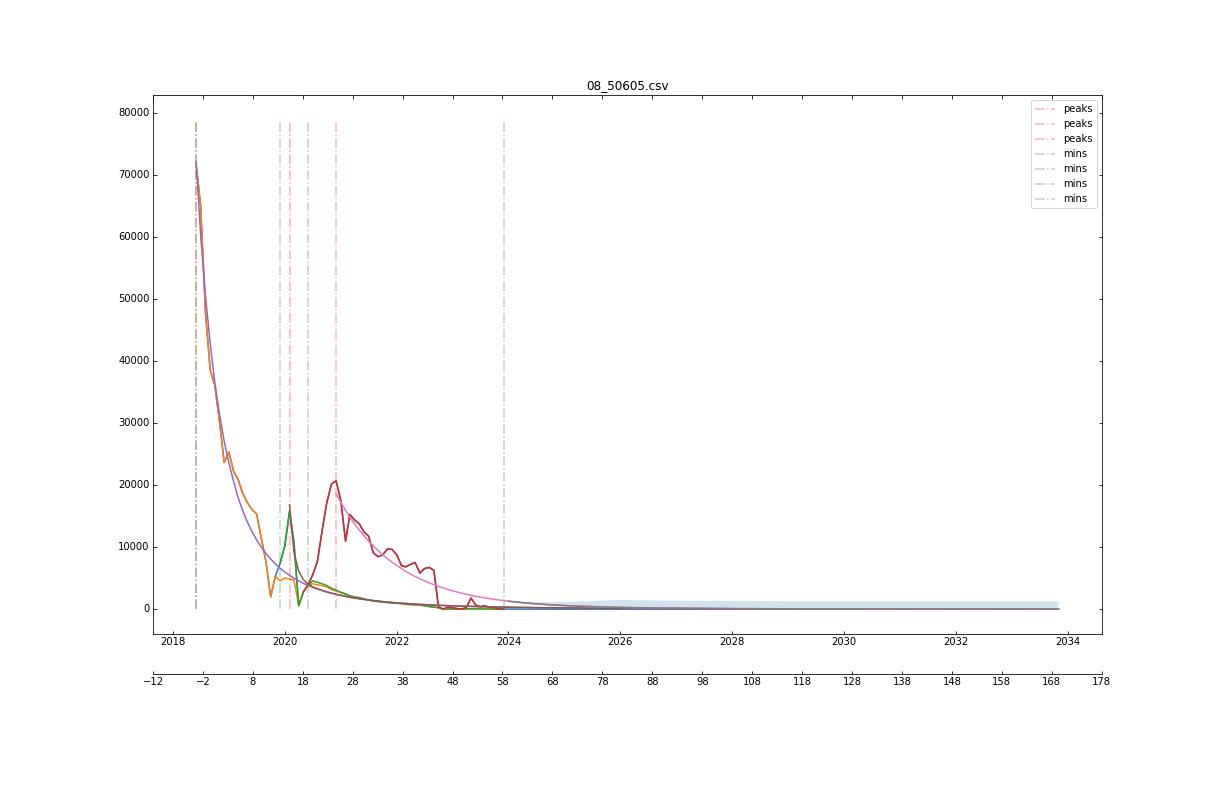 08_50605.csv
80000
70000
60000
50000
40000
30000
20000
10000
0
peaks
peaks
peaks
mins
mins
mins
mins
2018 2020 2022 2024 2026 2028 2030 2032 2034
−12 −2 8 18 28 38 48 58 68 78 88 98 108 118 128 138 148 158 168 178